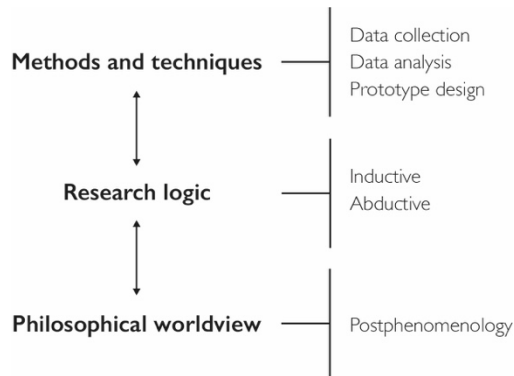 Methods and techniques
Data collection
Data analysis
Prototype design
Research logic
Inductive
Abductive
Philosophical worldview
Postphenomenology